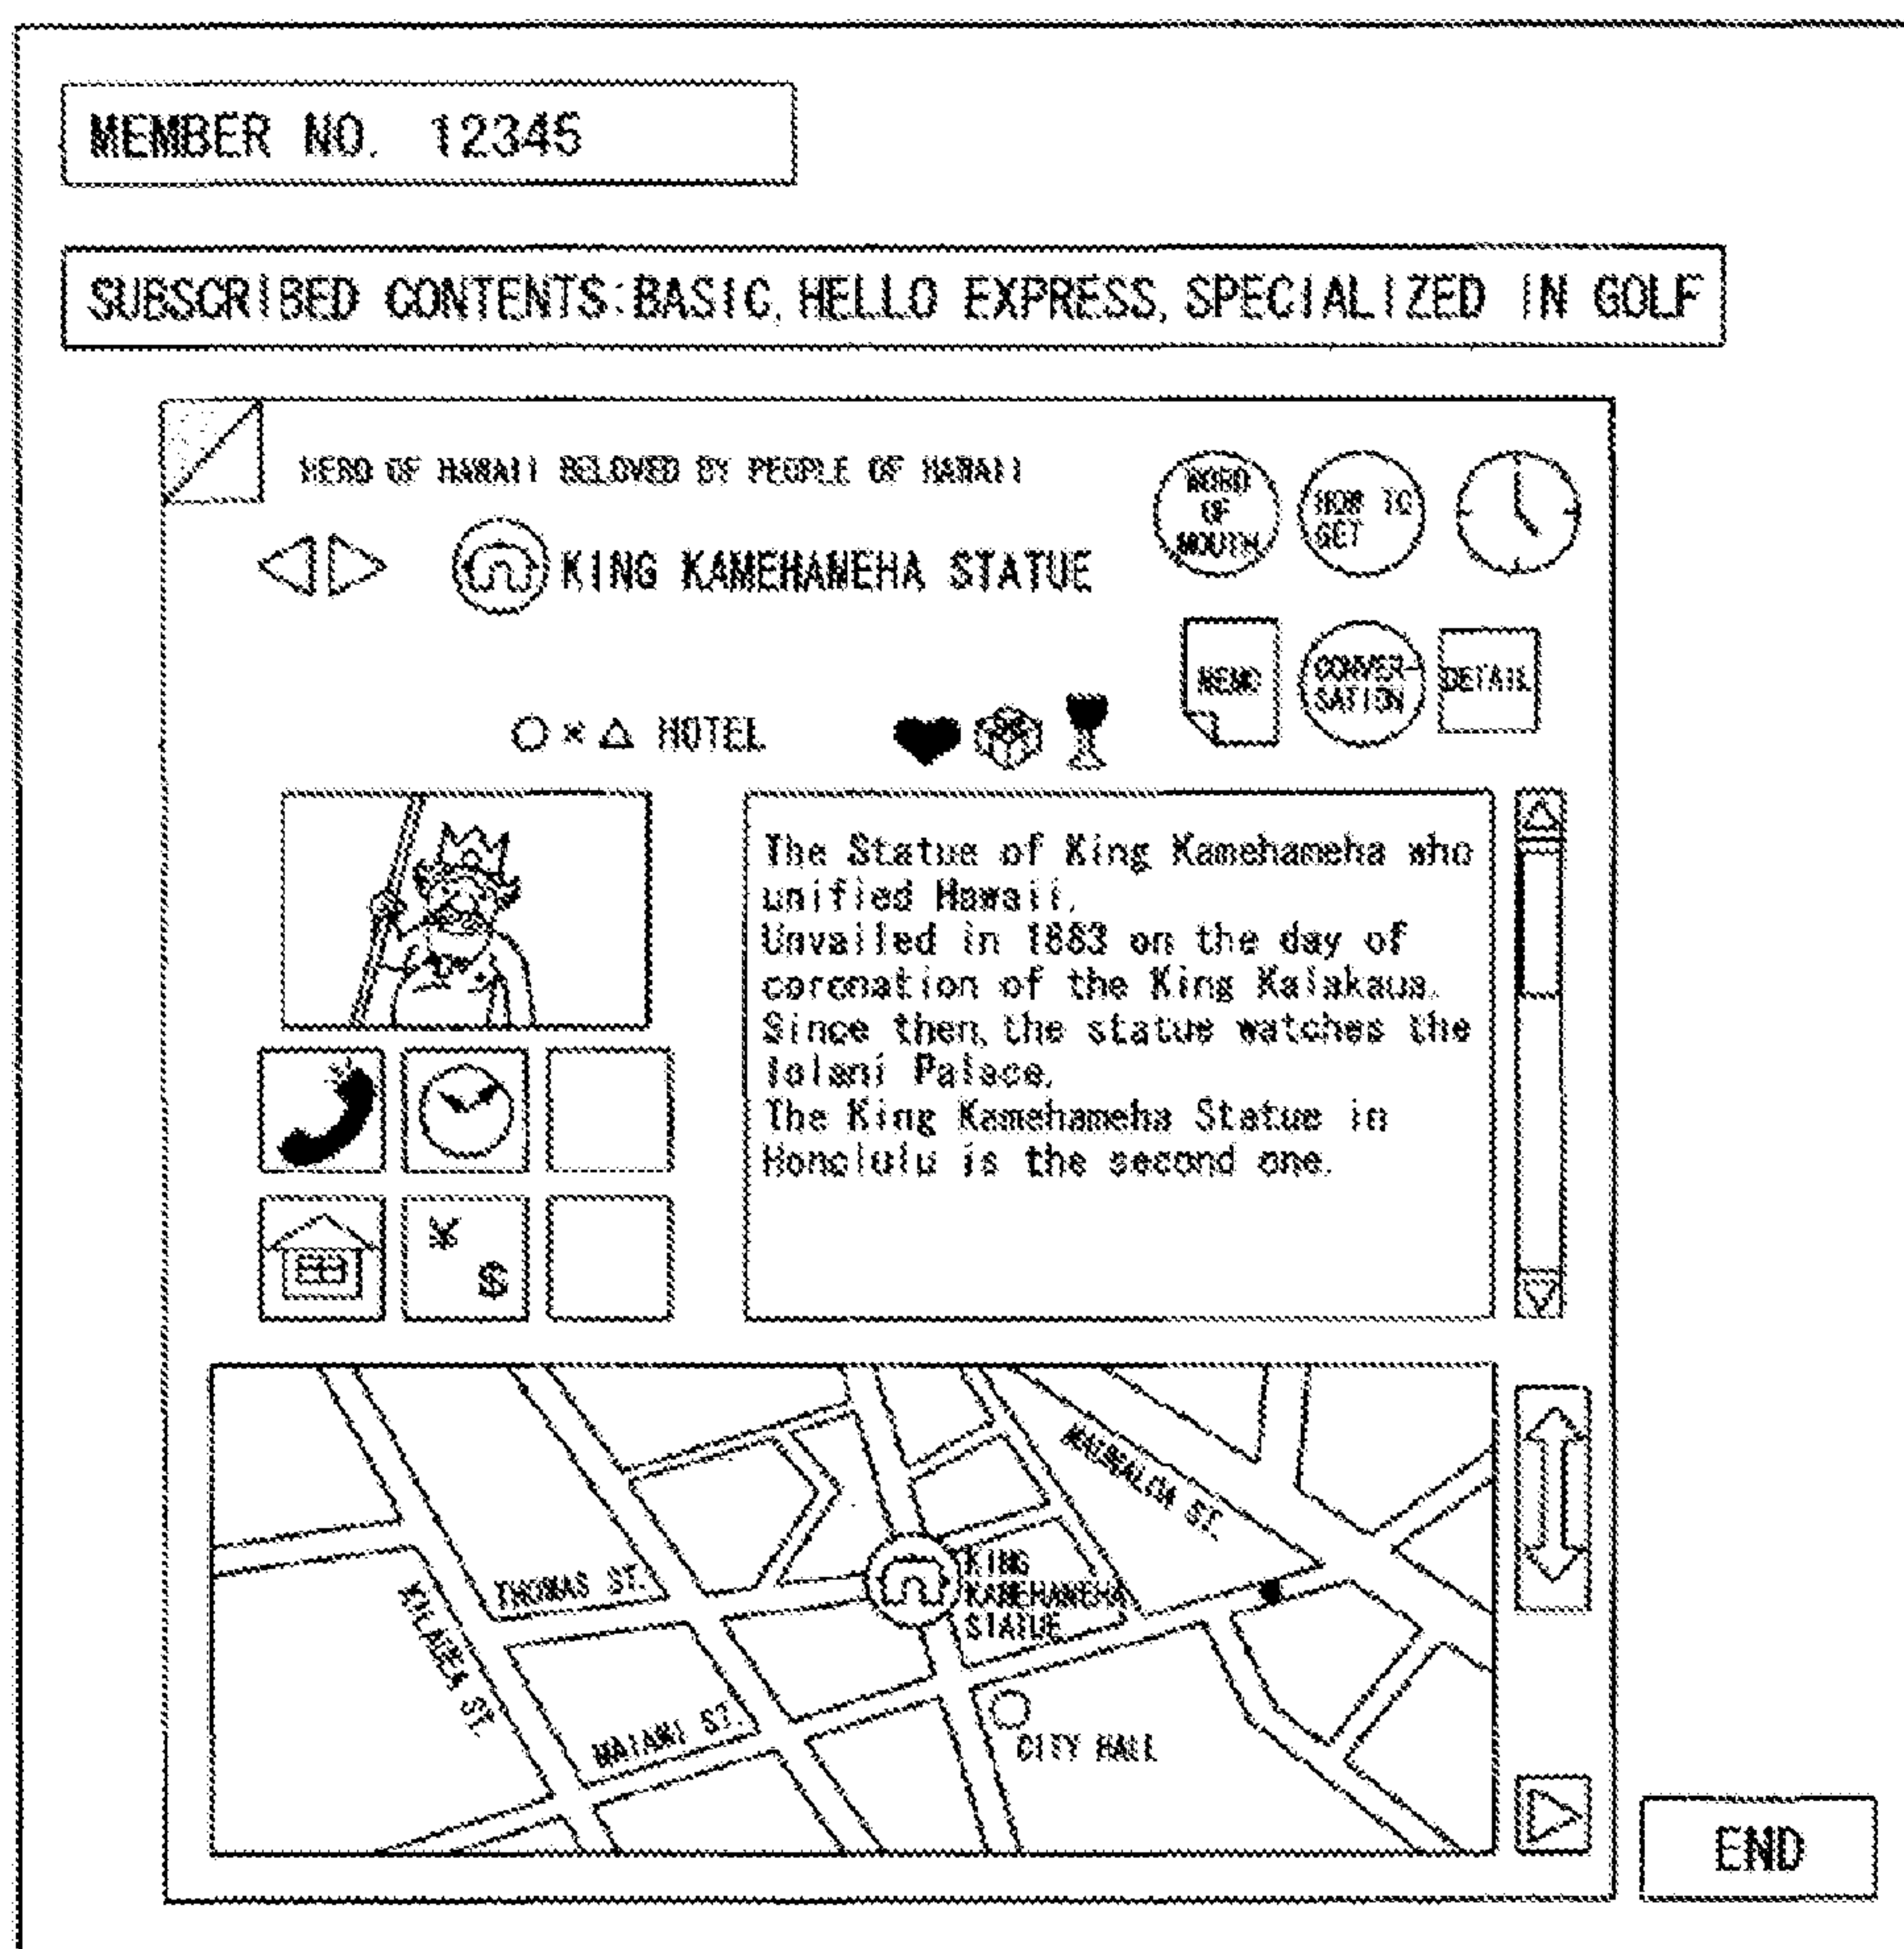 MEMBER NO. 12345
SUBSCRIBED CONTENTS:BASIC, HELLO EXPRESS, SPECIALIZED IN GOLF
HERO OF HAWAII BELOVED BY PEOPLE OF HAWAII
KING KAMEHAMEHA STATUE
WORD
OF
MOUTH
HOW TO
GET
MEMO
CONVER-
SATION
DETAIL
○×△ HOTEL
The Statue of King Kamehameha who
unified Hawaii.
Unvailed in 1883 on the day of
coronation of the King Kalakaua.
Since then, the statue watches the
Iolani Palace.
The King Kamehameha Statue in
Honolulu is the second one.
¥
$
MAUNALOA ST.
THOMAS ST.
KILAUEA ST.
KING
KAMEHAMEHA
STATUE
ST.
CITY HALL
END